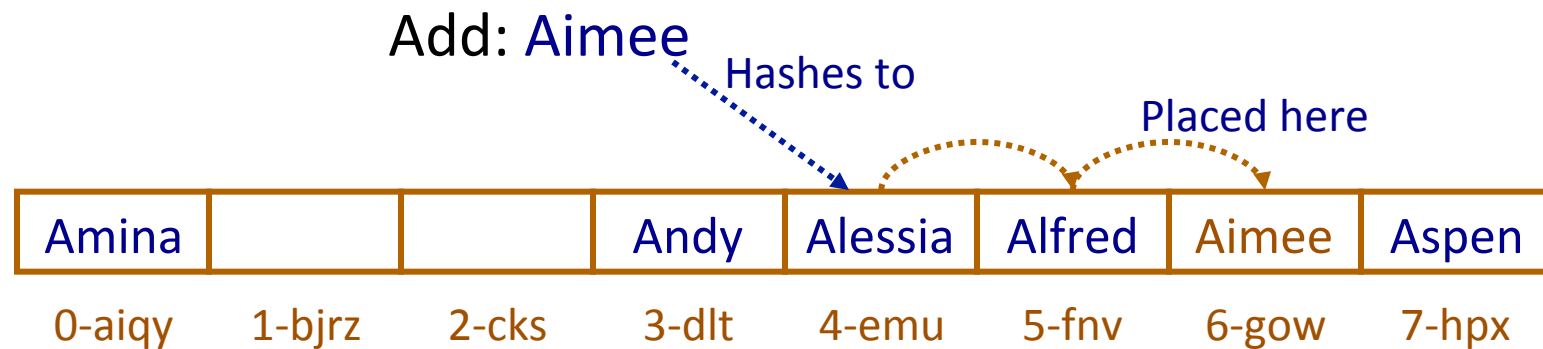 Add: Aimee
Hashes to
Placed here
Amina Andy Alessia Alfred Aimee Aspen
0-aiqy 1-bjrz 2-cks 3-dlt 4-emu 5-fnv 6-gow 7-hpx